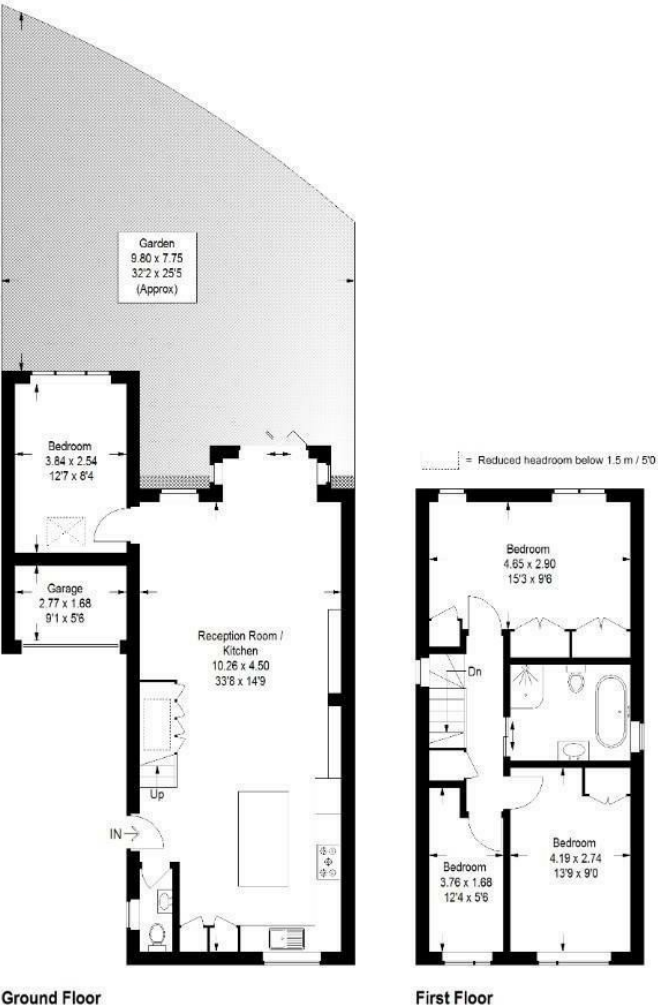 Garden
9.80 x 7.75
32'2 x 25'5
(Approx)
Bedroom
3.84 x 2.54
12'7 x 8'4
Garage
2.77 x 1.68
9'1 x 5'6
Reception Room /
Kitchen
10.26 x 4.50
33'8 x 14'9
Up
IN
Ground Floor
= Reduced headroom below 1.5 m / 5'0
Bedroom
4.65 x 2.90
15'3 x 9'6
Dn
Bedroom
4.19 x 2.74
13'9 x 9'0
Bedroom
3.76 x 1.68
12'4 x 5'6
First Floor